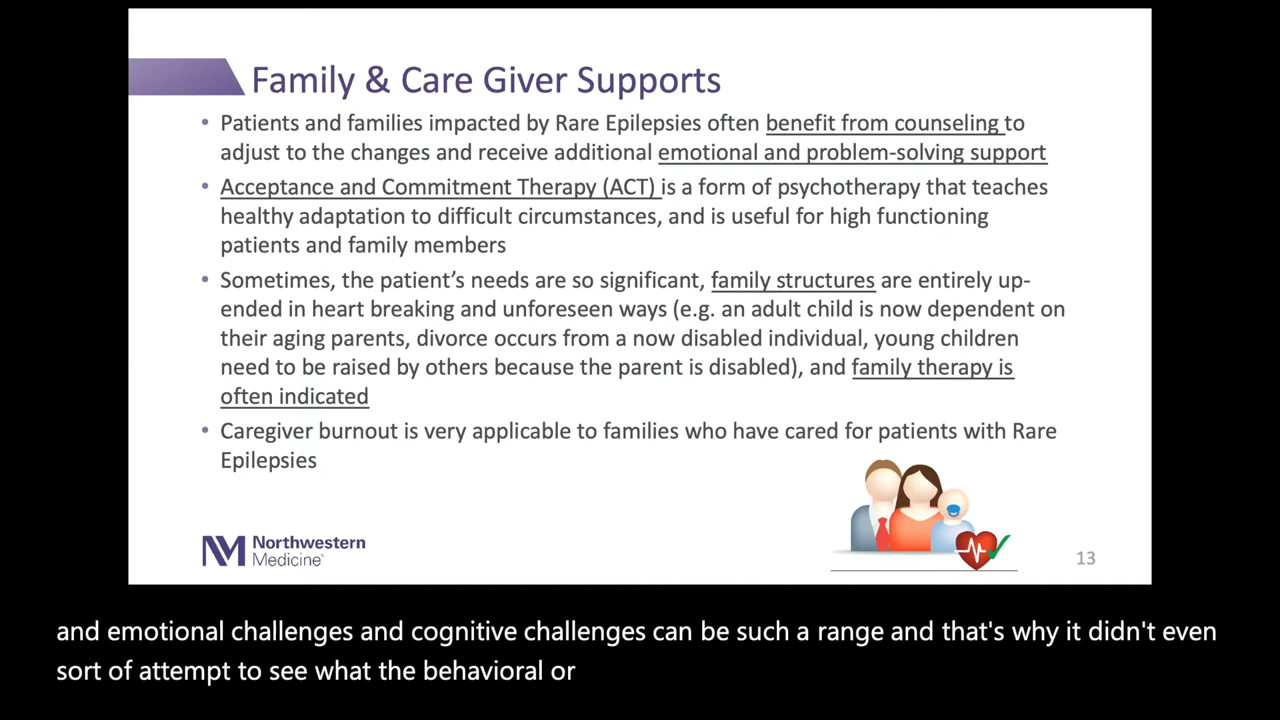 Family & Care Giver Supports
• Patients and families impacted by Rare Epilepsies often benefit from counseling to
adjust to the changes and receive additional emotional and problem-solving support
• Acceptance and Commitment Therapy (ACT) is a form of psychotherapy that teaches
healthy adaptation to difficult circumstances, and is useful for high functioning
patients and family members
• Sometimes, the patient’s needs are so significant, family structures are entirely up-
ended in heart breaking and unforeseen ways (e.g. an adult child is now dependent on
their aging parents, divorce occurs from a now disabled individual, young children
need to be raised by others because the parent is disabled), and family therapy is
often indicated
• Caregiver burnout is very applicable to families who have cared for patients with Rare
Epilepsies
NM Northwestern
Medicine®
13
and emotional challenges and cognitive challenges can be such a range and that's why it didn't even
sort of attempt to see what the behavioral or